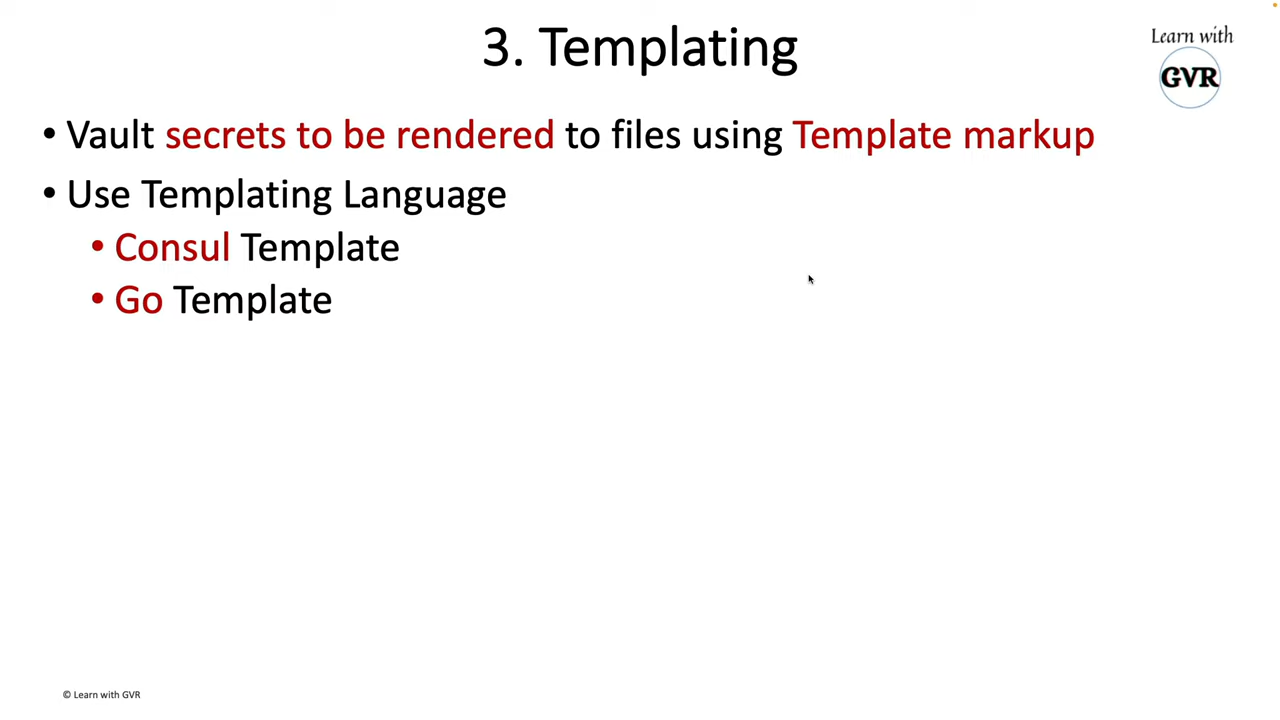 3. Templating
Learn with
GVR
• Vault secrets to be rendered to files using Template markup
• Use Templating Language
• Consul Template
• Go Template
© Learn with GVR